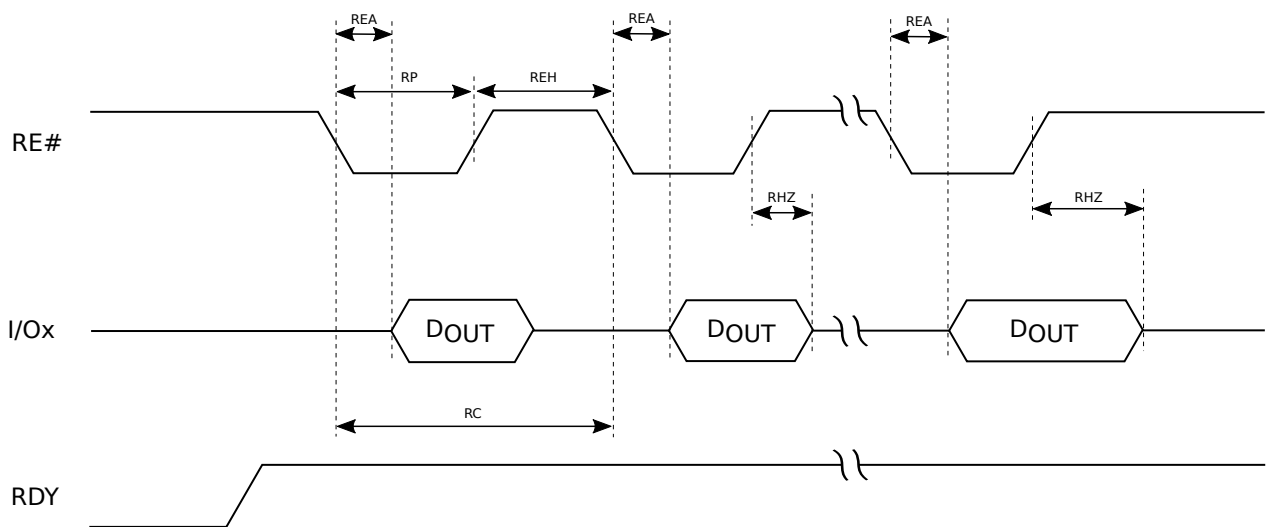 REA
REA
REA
RP
REH
RE#
RHZ
RHZ
I/Ox
DOUT
DOUT
DOUT
RC
RDY